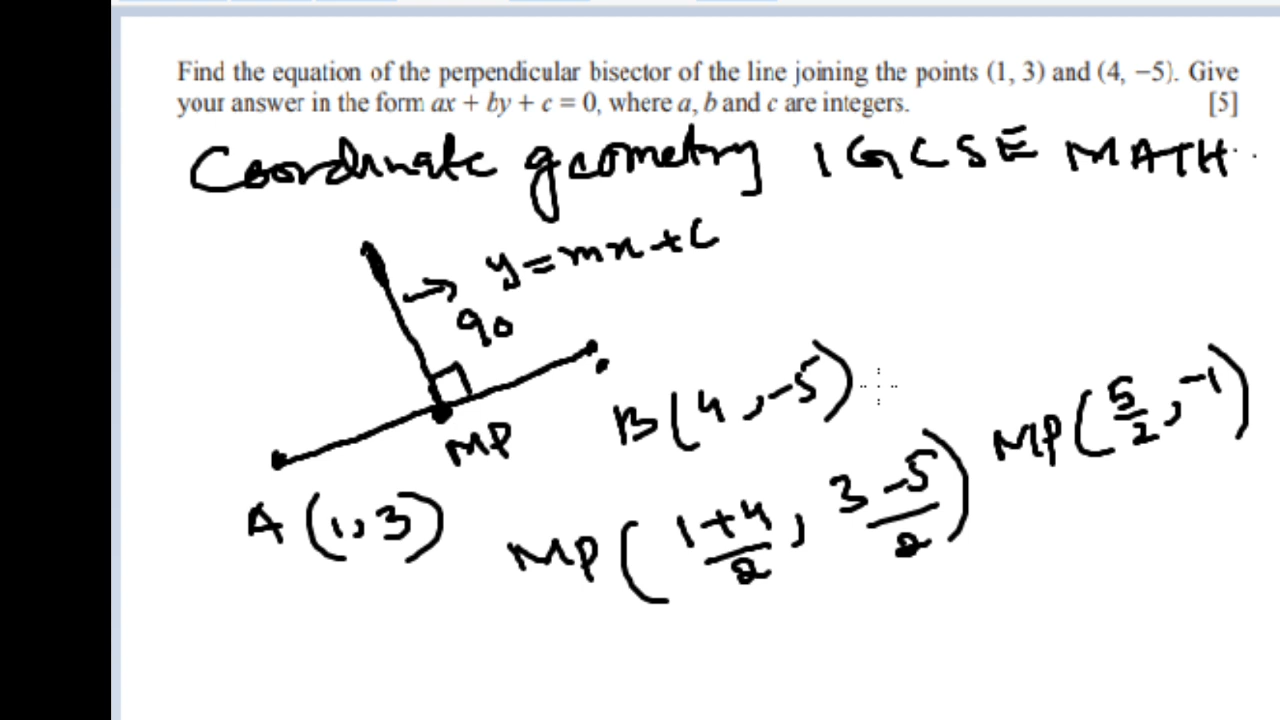 Find the equation of the perpendicular bisector of the line joining the points (1, 3) and (4, −5). Give
your answer in the form ax + by + c = 0, where a, b and c are integers. [5]
Coordinate geometry IGCSE MATH.
y=mx+c
90
MP
B(4,-5)
MP(5/2,-1)
A(1,3)
MP(1+4/2, 3-5/2)